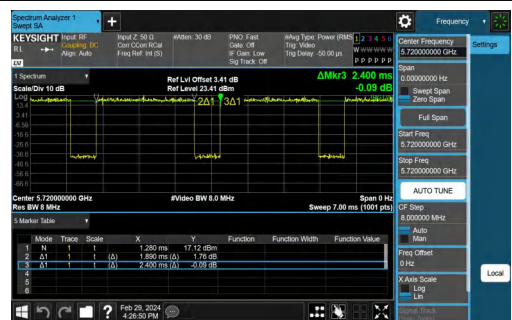 Spectrum Analyzer 1
Swept SA
+
Frequency
KEYSIGHT
Input: RF
Coupling: DC
Align: Auto
Input Z: 50 Ω
Corr CCorr RCal
Freq Ref: Int (S)
#Atten: 30 dB
PNO: Fast
Gate: Off
IF Gain: Low
Sig Track: Off
#Avg Type: Power (RMS
Trig: Video
Trig Delay -50.00 µs
1 2 3 4 5 6
W W W W W W
P P P P P P
R L
LXI
1 Spectrum
Scale/Div 10 dB
Ref Lvl Offset 3.41 dB
Ref Level 23.41 dBm
ΔMkr3 2.400 ms
-0.09 dB
Log
2Δ1
3Δ1
13.4
3.41
-6.59
-16.6
-26.6
-36.6
-46.6
-56.6
-66.6
Center 5.720000000 GHz
Res BW 8 MHz
#Video BW 8.0 MHz
Span 0 Hz
Sweep 7.00 ms (1001 pts)
5 Marker Table
Mode Trace Scale X Y Function Function Width Function Value
1 N 1 t 1.280 ms 17.12 dBm
2 Δ1 1 t (Δ) 1.890 ms (Δ) 1.76 dB
3 Δ1 1 t (Δ) 2.400 ms (Δ) -0.09 dB
4
5
6
Feb 29, 2024
4:26:50 PM
?
Center Frequency
5.720000000 GHz
Settings
Span
0.00000000 Hz
Swept Span
Zero Span
Full Span
Start Freq
5.720000000 GHz
Stop Freq
5.720000000 GHz
AUTO TUNE
CF Step
8.000000 MHz
Auto
Man
Freq Offset
0 Hz
X Axis Scale
Log
Lin
Local
Signal Track